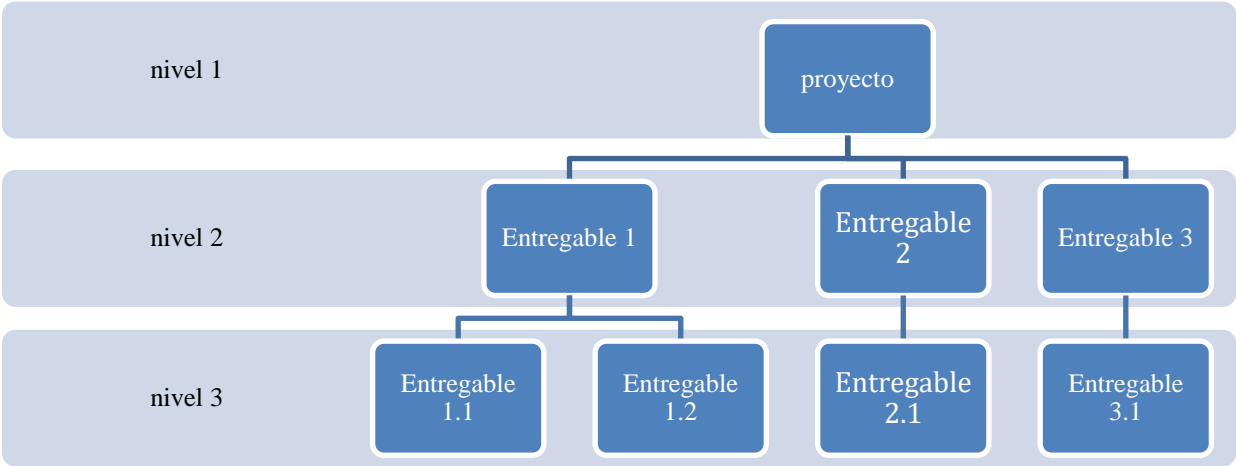 nivel 1
proyecto
nivel 2
Entregable 1
Entregable
2
Entregable 3
nivel 3
Entregable
1.1
Entregable
1.2
Entregable
2.1
Entregable
3.1